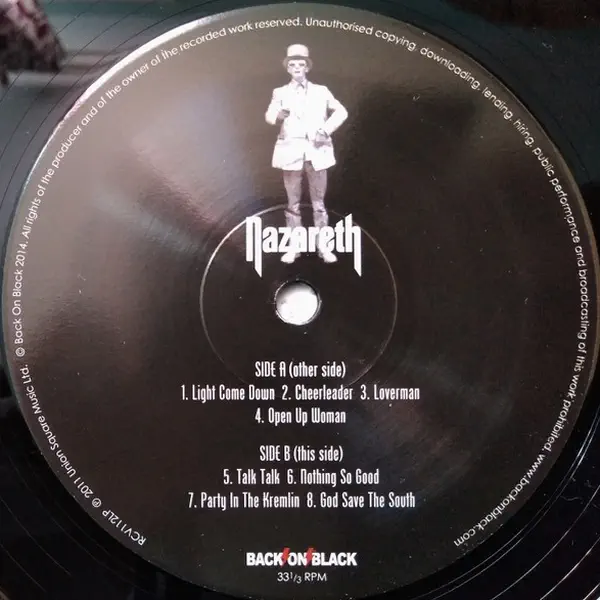 RCV112LP ℗ 2011 Union Square Music Ltd. © Back On Black 2014. All rights of the producer and of the owner of the recorded work reserved. Unauthorised copying, downloading, lending, hiring, public performance and broadcasting of this work prohibited. www.backonblack.com
Nazareth
SIDE A (other side)
1. Light Come Down 2. Cheerleader 3. Loverman
4. Open Up Woman
SIDE B (this side)
5. Talk Talk 6. Nothing So Good
7. Party In The Kremlin 8. God Save The South
BACK ON BLACK
33 1/3 RPM